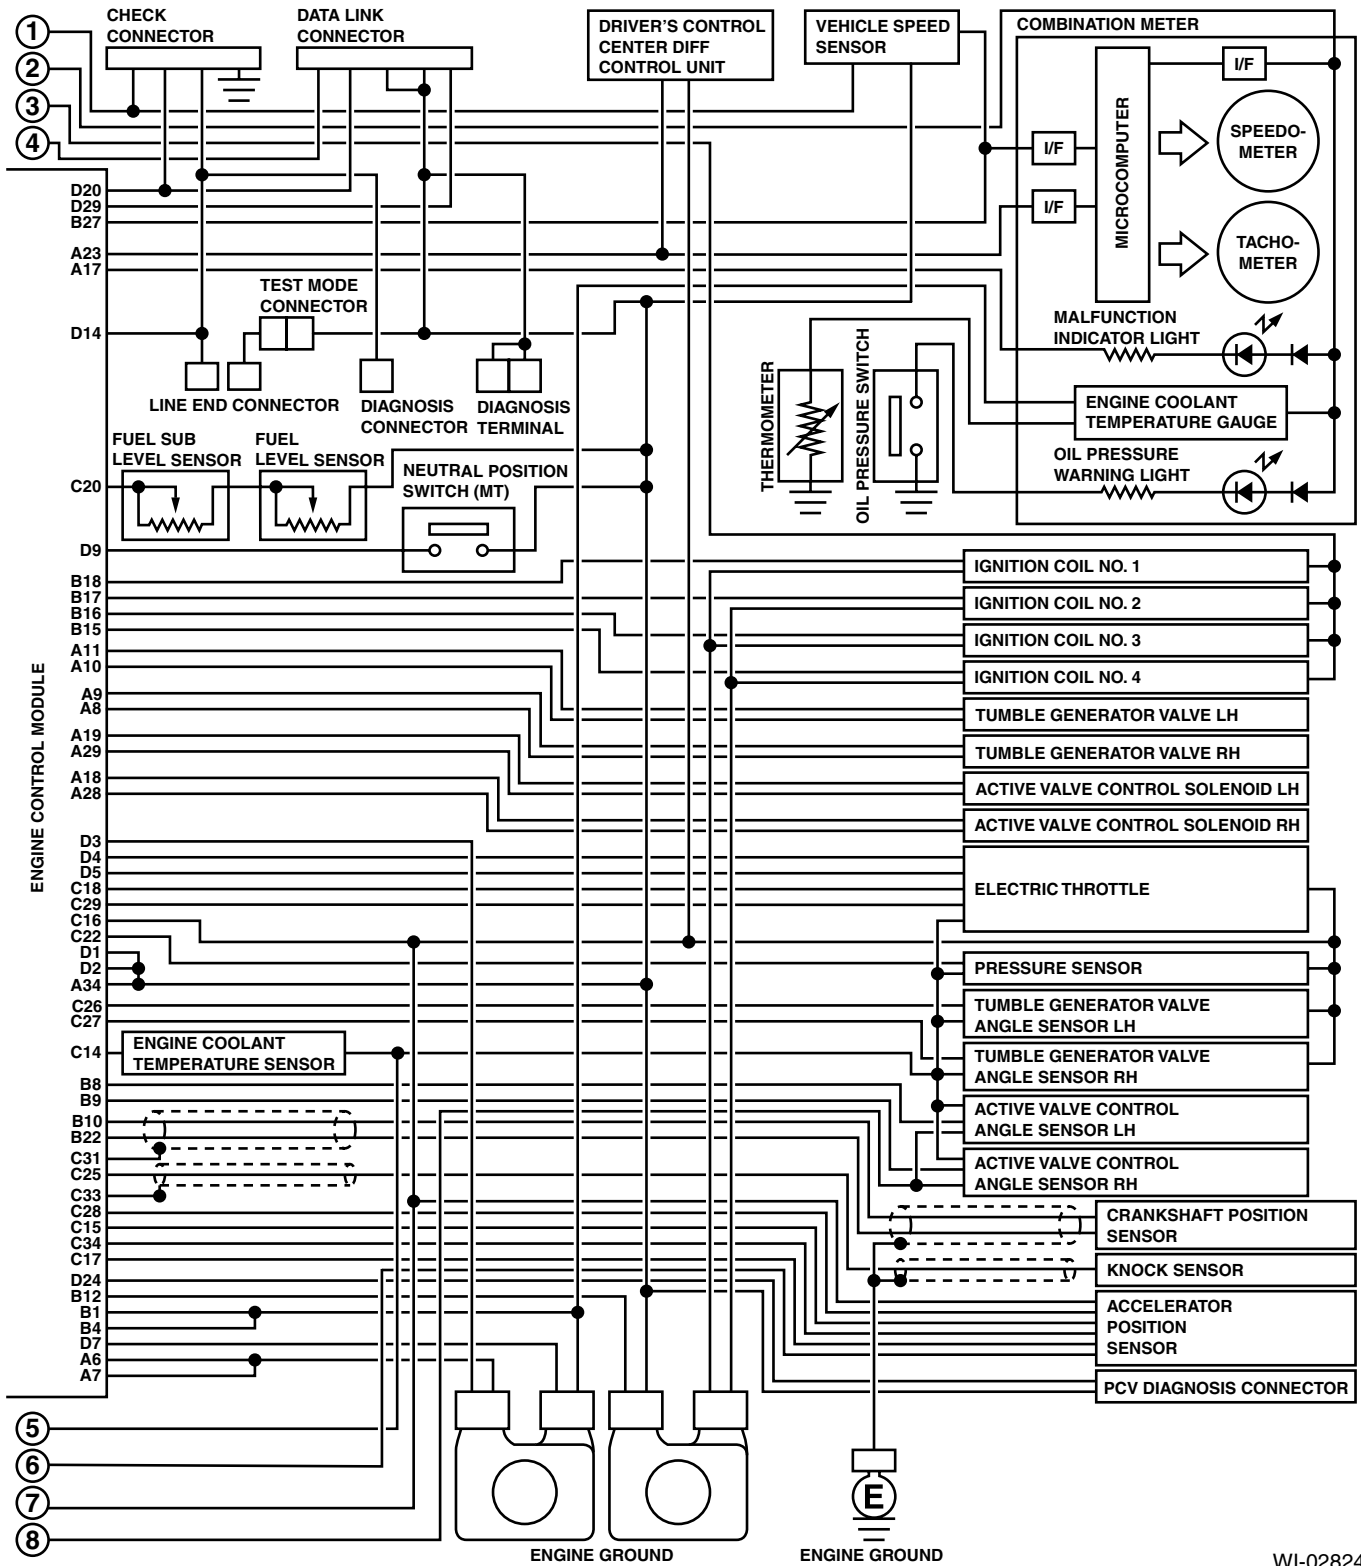 1
2
3
4
CHECK
CONNECTOR
DATA LINK
CONNECTOR
DRIVER'S CONTROL
CENTER DIFF
CONTROL UNIT
VEHICLE SPEED
SENSOR
COMBINATION METER
I/F
I/F
I/F
MICROCOMPUTER
SPEEDO-
METER
TACHO-
METER
MALFUNCTION
INDICATOR LIGHT
ENGINE COOLANT
TEMPERATURE GAUGE
OIL PRESSURE
WARNING LIGHT
THERMOMETER
OIL PRESSURE SWITCH
TEST MODE
CONNECTOR
LINE END CONNECTOR
DIAGNOSIS
CONNECTOR
DIAGNOSIS
TERMINAL
FUEL SUB
LEVEL SENSOR
FUEL
LEVEL SENSOR
NEUTRAL POSITION
SWITCH (MT)
ENGINE CONTROL MODULE
D20
D29
B27
A23
A17
D14
C20
D9
B18
B17
B16
B15
A11
A10
A9
A8
A19
A29
A18
A28
D3
D4
D5
C18
C29
C16
C22
D1
D2
A34
C26
C27
C14
B8
B9
B10
B22
C31
C25
C33
C28
C15
C34
C17
D24
B12
B1
B4
D7
A6
A7
ENGINE COOLANT
TEMPERATURE SENSOR
IGNITION COIL NO. 1
IGNITION COIL NO. 2
IGNITION COIL NO. 3
IGNITION COIL NO. 4
TUMBLE GENERATOR VALVE LH
TUMBLE GENERATOR VALVE RH
ACTIVE VALVE CONTROL SOLENOID LH
ACTIVE VALVE CONTROL SOLENOID RH
ELECTRIC THROTTLE
PRESSURE SENSOR
TUMBLE GENERATOR VALVE
ANGLE SENSOR LH
TUMBLE GENERATOR VALVE
ANGLE SENSOR RH
ACTIVE VALVE CONTROL
ANGLE SENSOR LH
ACTIVE VALVE CONTROL
ANGLE SENSOR RH
CRANKSHAFT POSITION
SENSOR
KNOCK SENSOR
ACCELERATOR
POSITION
SENSOR
PCV DIAGNOSIS CONNECTOR
5
6
7
8
E
ENGINE GROUND
ENGINE GROUND
WI-02824